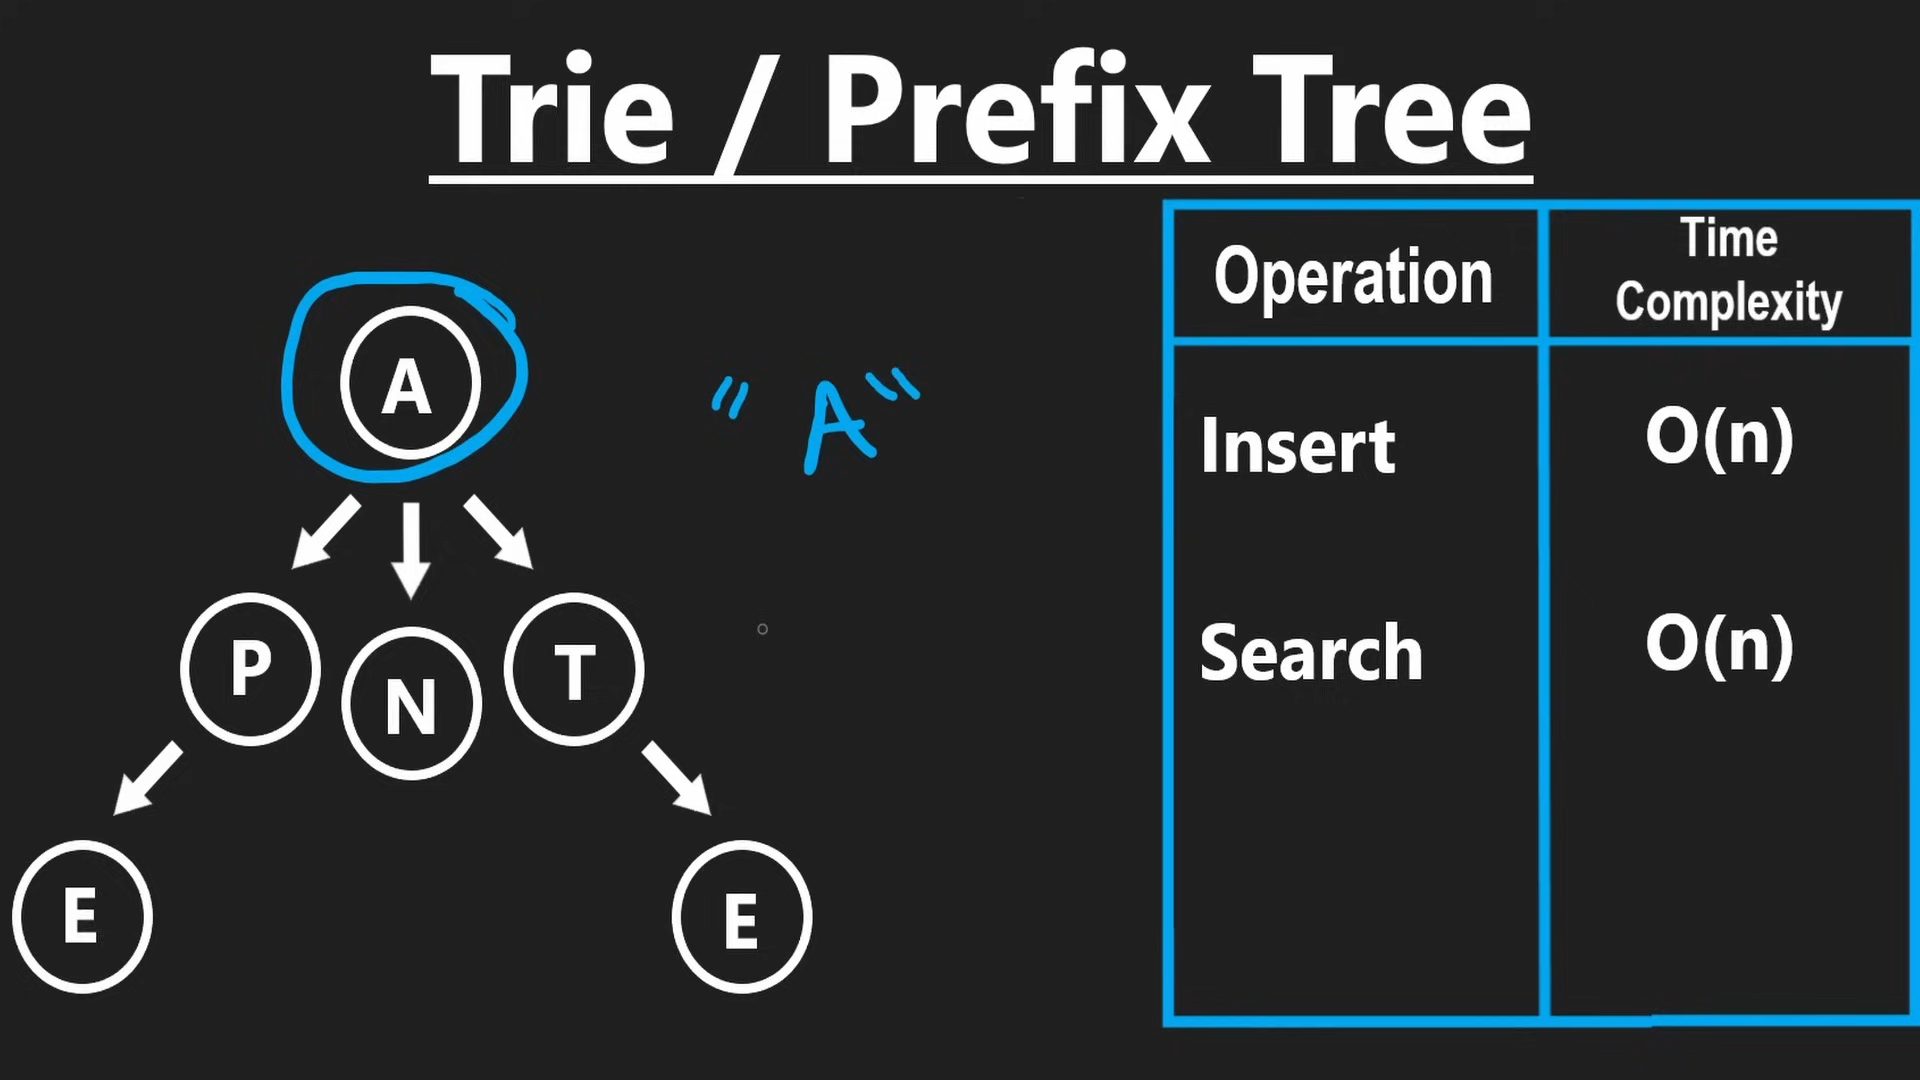 Trie / Prefix Tree
A
P
N
T
E
E
" A "
Operation
Time
Complexity
Insert
O(n)
Search
O(n)